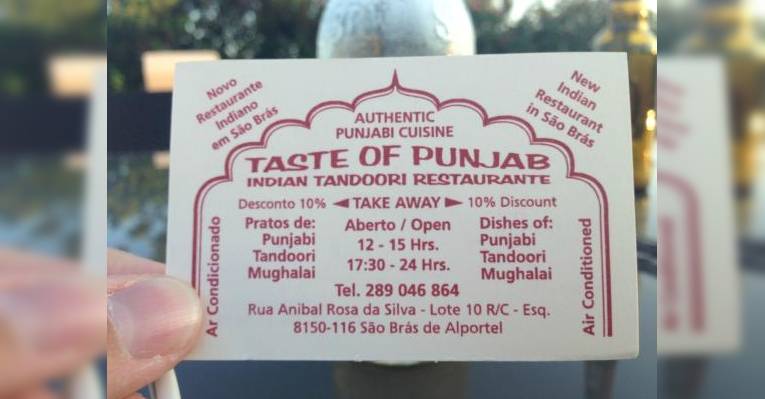 Novo
Restaurante
Indiano
em São Brás
New
Indian
Restaurant
in São Brás
AUTHENTIC
PUNJABI CUISINE
TASTE OF PUNJAB
INDIAN TANDOORI RESTAURANTE
Desconto 10% ◄ TAKE AWAY ► 10% Discount
Pratos de:
Punjabi
Tandoori
Mughalai
Aberto / Open
12 - 15 Hrs.
17:30 - 24 Hrs.
Dishes of:
Punjabi
Tandoori
Mughalai
Ar Condicionado
Air Conditioned
Tel. 289 046 864
Rua Anibal Rosa da Silva - Lote 10 R/C - Esq.
8150-116 São Brás de Alportel